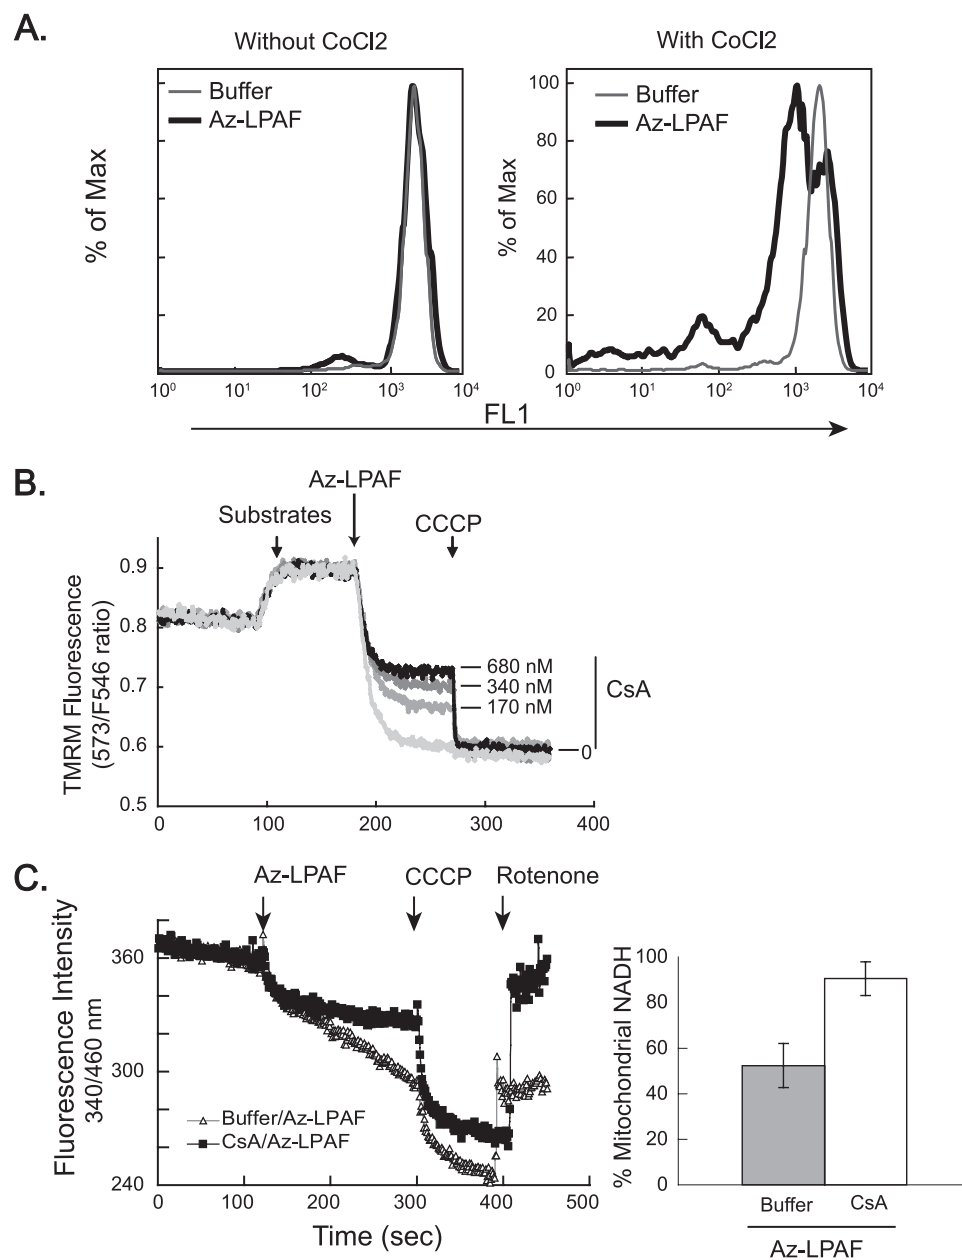 A.
Without CoCl2
With CoCl2
Buffer
Az-LPAF
% of Max
10⁰ 10¹ 10² 10³ 10⁴
Buffer
Az-LPAF
% of Max
100
80
60
40
20
0
10⁰ 10¹ 10² 10³ 10⁴
FL1
B.
Az-LPAF
Substrates
CCCP
TMRM Fluorescence
(573/F546 ratio)
0.9
0.8
0.7
0.6
0.5
680 nM
340 nM
170 nM
0
CsA
0 100 200 300 400
C.
Az-LPAF CCCP Rotenone
Fluorescence Intensity
340/460 nm
360
300
240
Buffer/Az-LPAF
CsA/Az-LPAF
0 100 200 300 400 500
Time (sec)
% Mitochondrial NADH
100
80
60
40
20
0
Buffer CsA
Az-LPAF